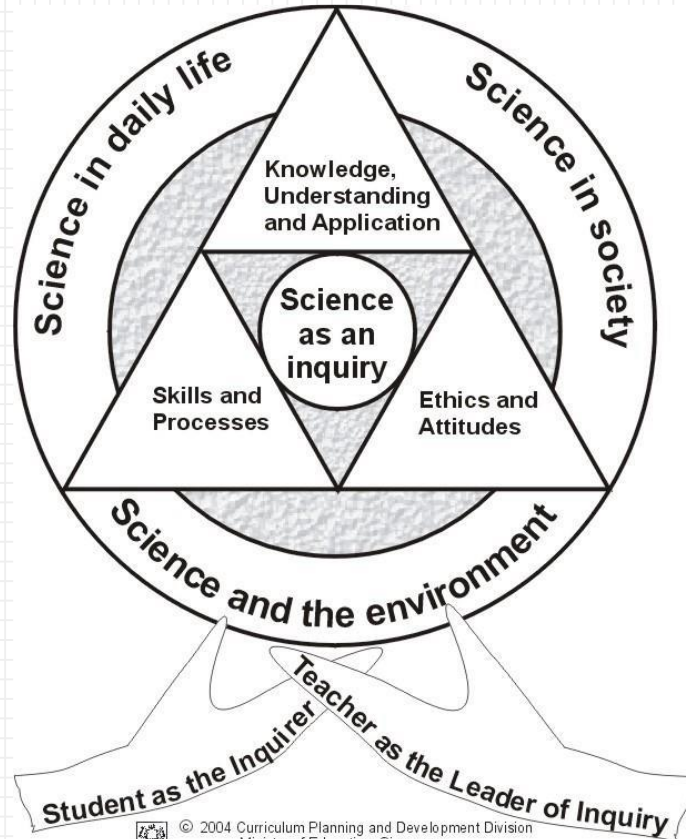 Science in daily life
Science in society
Knowledge,
Understanding
and Application
Science
as an
inquiry
Skills and
Processes
Ethics and
Attitudes
Science and the environment
Student as the Inquirer
Teacher as the Leader of Inquiry
© 2004 Curriculum Planning and Development Division